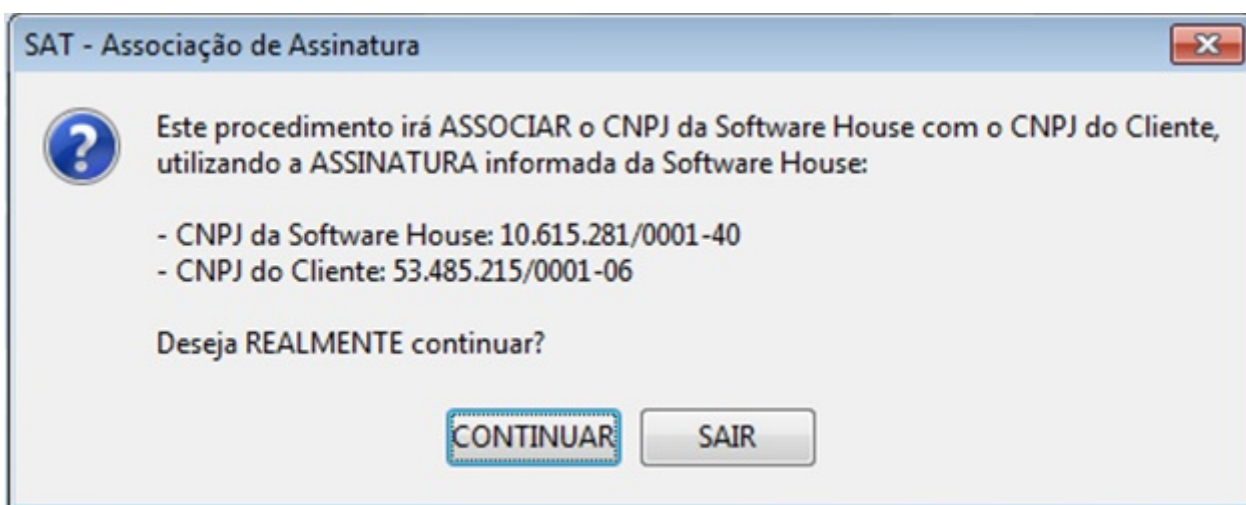 SAT - Associação de Assinatura
Este procedimento irá ASSOCIAR o CNPJ da Software House com o CNPJ do Cliente,
utilizando a ASSINATURA informada da Software House:
- CNPJ da Software House: 10.615.281/0001-40
- CNPJ do Cliente: 53.485.215/0001-06
Deseja REALMENTE continuar?
CONTINUAR SAIR